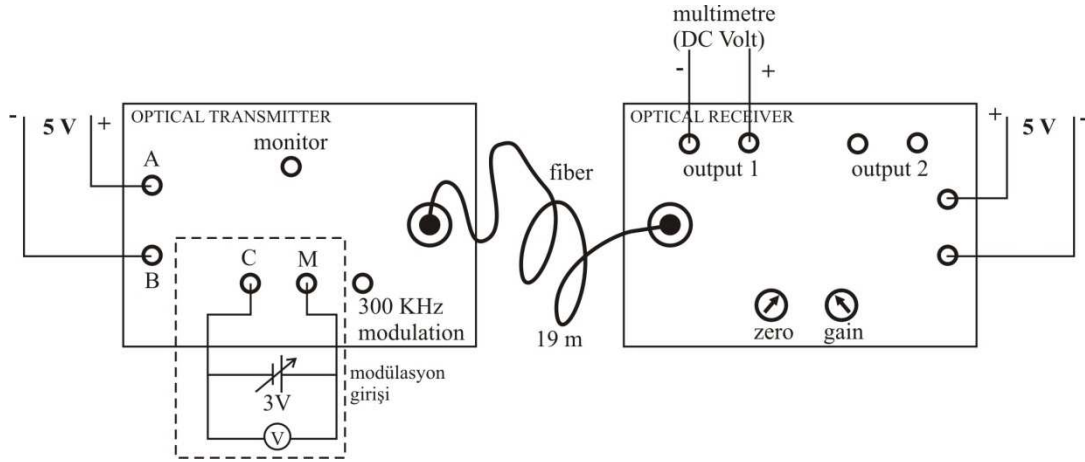 multimetre
(DC Volt)
- +
- 5 V +
OPTICAL TRANSMITTER
monitor
A
B
C M
300 KHz
modulation
3V
V
modülasyon
girişi
fiber
19 m
OPTICAL RECEIVER
output 1
output 2
zero
gain
+ 5 V -